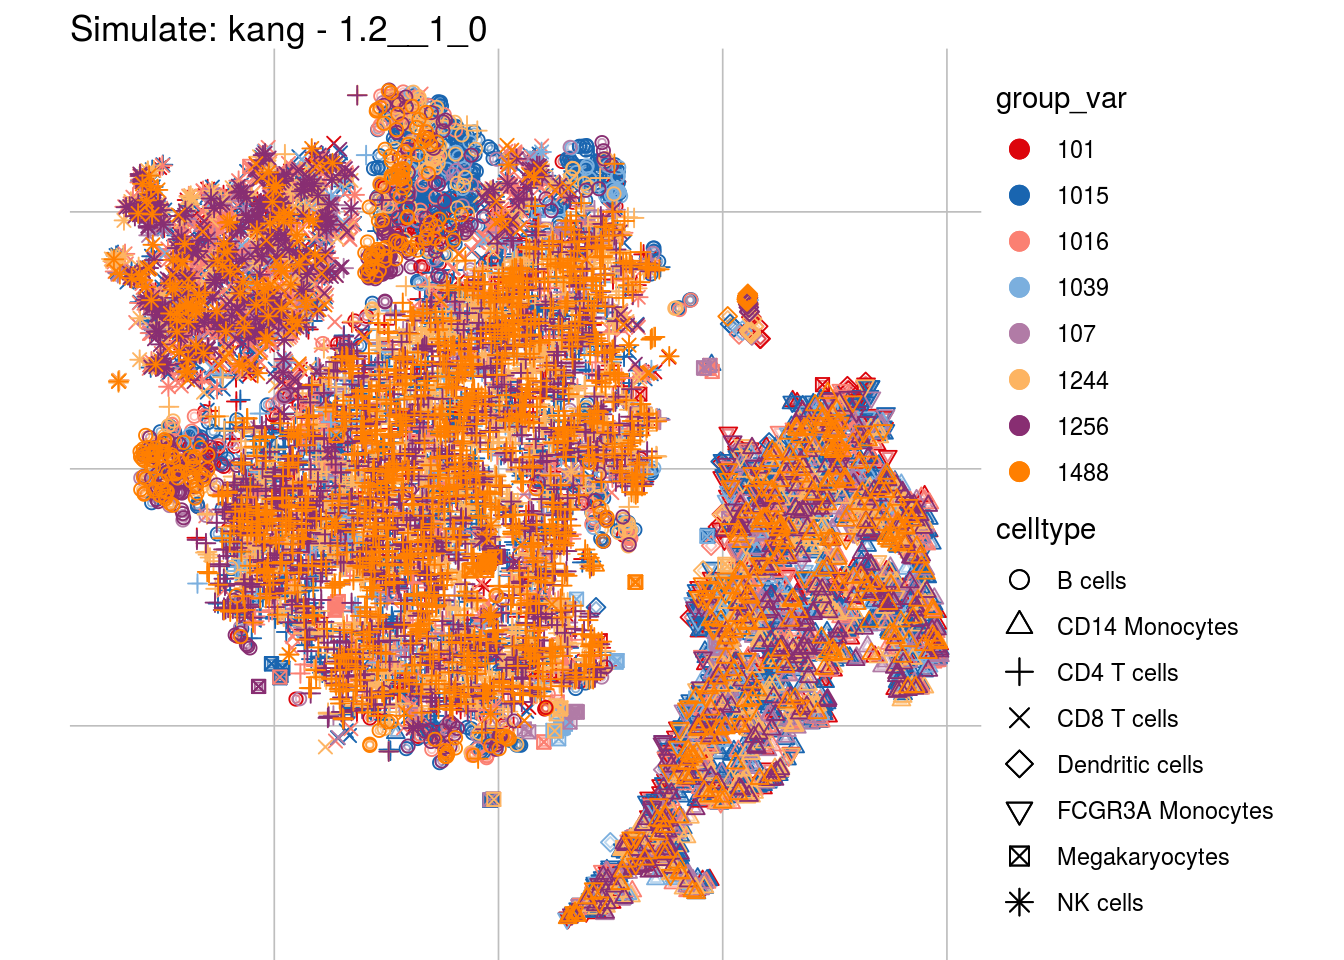 Simulate: kang - 1.2__1_0
group_var
101
1015
1016
1039
107
1244
1256
1488
celltype
B cells
CD14 Monocytes
CD4 T cells
CD8 T cells
Dendritic cells
FCGR3A Monocytes
Megakaryocytes
NK cells